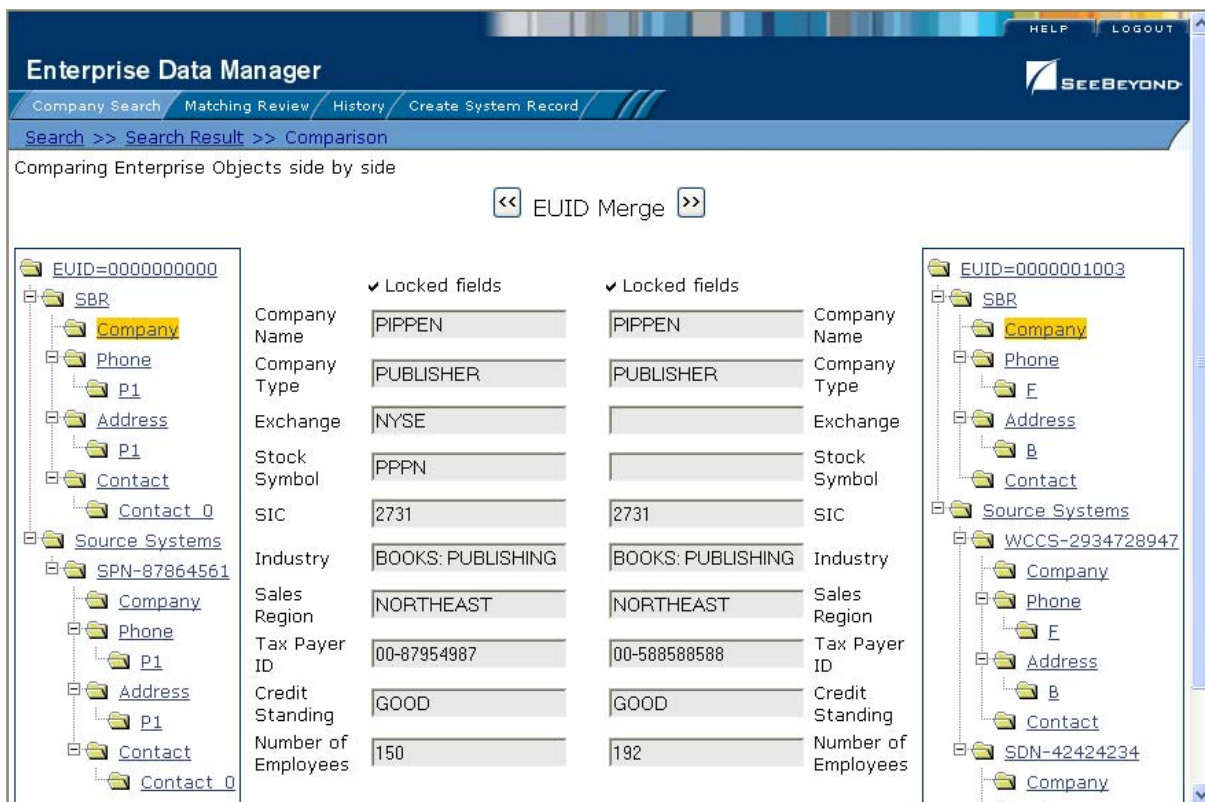 HELP LOGOUT
Enterprise Data Manager
SEEBEYOND
Company Search Matching Review History Create System Record
Search >> Search Result >> Comparison
Comparing Enterprise Objects side by side
<< EUID Merge >>
EUID=0000000000
SBR
Company
Phone
P1
Address
P1
Contact
Contact 0
Source Systems
SPN-87864561
Company
Phone
P1
Address
P1
Contact
Contact 0
✔ Locked fields ✔ Locked fields
Company Name PIPPEN PIPPEN Company Name
Company Type PUBLISHER PUBLISHER Company Type
Exchange NYSE Exchange
Stock Symbol PPPN Stock Symbol
SIC 2731 2731 SIC
Industry BOOKS: PUBLISHING BOOKS: PUBLISHING Industry
Sales Region NORTHEAST NORTHEAST Sales Region
Tax Payer ID 00-87954987 00-588588588 Tax Payer ID
Credit Standing GOOD GOOD Credit Standing
Number of Employees 150 192 Number of Employees
EUID=0000001003
SBR
Company
Phone
F
Address
B
Contact
Source Systems
WCCS-2934728947
Company
Phone
F
Address
B
Contact
SDN-42424234
Company